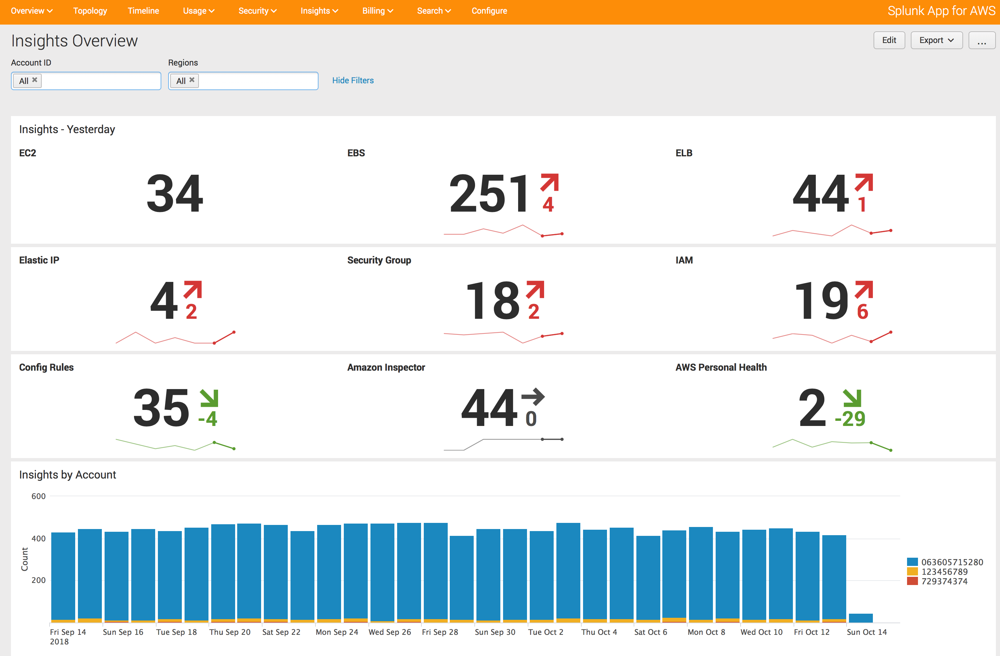 Overview Topology Timeline Usage Security Insights Billing Search Configure Splunk App for AWS
Insights Overview
Edit Export ...
Account ID Regions
All All Hide Filters
Insights - Yesterday
EC2 EBS ELB
34 251 4 44 1
Elastic IP Security Group IAM
4 2 18 2 19 6
Config Rules Amazon Inspector AWS Personal Health
35 -4 44 0 2 -29
Insights by Account
600
400
200
Count
063605715280
123456789
729374374
Fri Sep 14 Sun Sep 16 Tue Sep 18 Thu Sep 20 Sat Sep 22 Mon Sep 24 Wed Sep 26 Fri Sep 28 Sun Sep 30 Tue Oct 2 Thu Oct 4 Sat Oct 6 Mon Oct 8 Wed Oct 10 Fri Oct 12 Sun Oct 14
2018